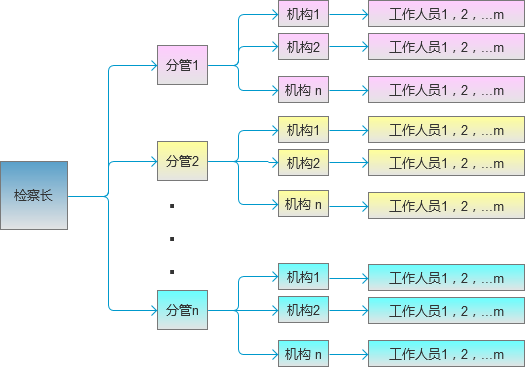 机构1 工作人员1，2，...m
机构2 工作人员1，2，...m
分管1
机构 n 工作人员1，2，...m
机构1 工作人员1，2，...m
分管2
机构2 工作人员1，2，...m
检察长
机构 n 工作人员1，2，...m
机构1 工作人员1，2，...m
分管n
机构2 工作人员1，2，...m
机构 n 工作人员1，2，...m